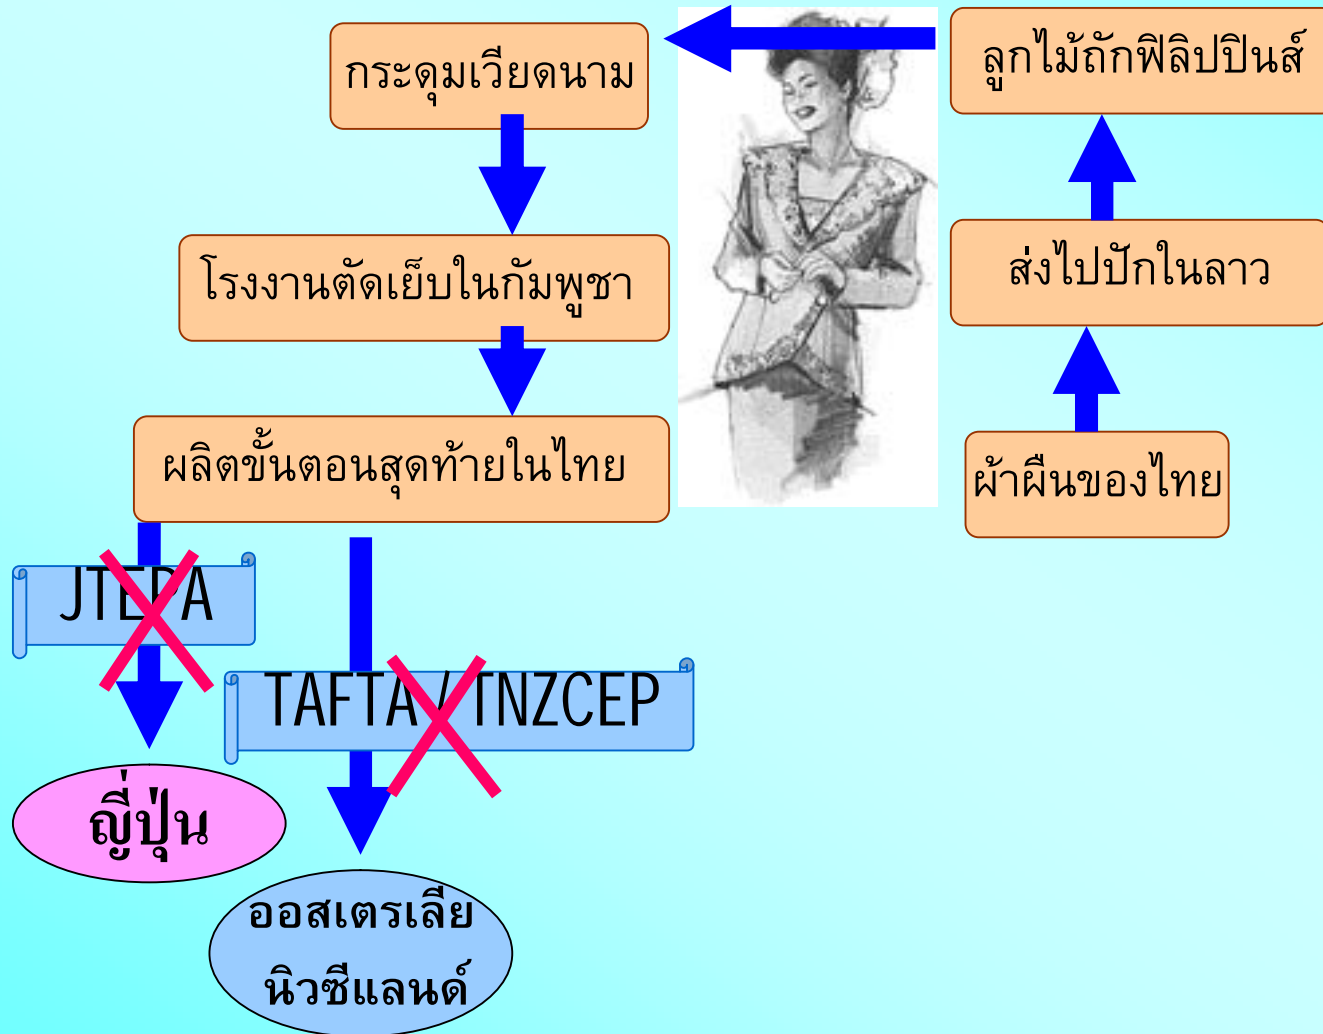 กระดุมเวียดนาม
ลูกไม้ถักฟิลิปปินส์
โรงงานตัดเย็บในกัมพูชา
ส่งไปปักในลาว
ผลิตขั้นตอนสุดท้ายในไทย
ผ้าผืนของไทย
JTEPA
TAFTA / TNZCEP
ญี่ปุ่น
ออสเตรเลีย
นิวซีแลนด์